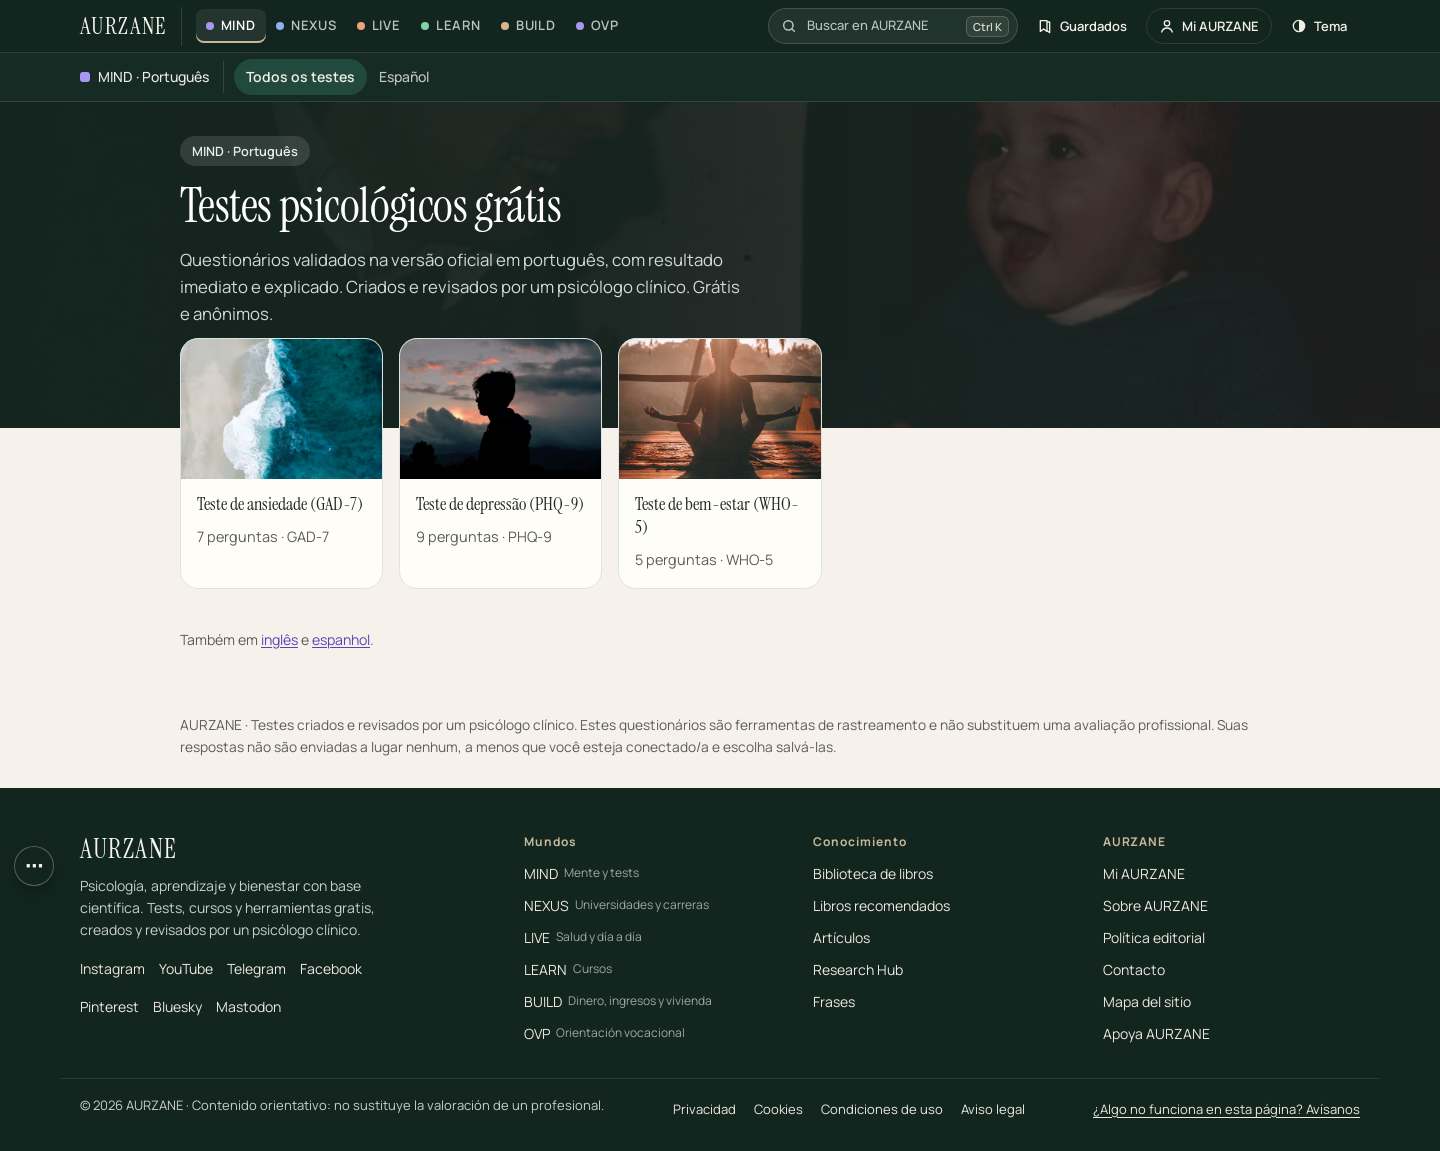 AURZANE
MIND
NEXUS
LIVE
LEARN
BUILD
OVP
Buscar en AURZANE
Ctrl K
Guardados
Mi AURZANE
Tema
MIND · Português
Todos os testes
Español
MIND · Português
Testes psicológicos grátis
Questionários validados na versão oficial em português, com resultado
imediato e explicado. Criados e revisados por um psicólogo clínico. Grátis
e anônimos.
Teste de ansiedade (GAD-7)
7 perguntas · GAD-7
Teste de depressão (PHQ-9)
9 perguntas · PHQ-9
Teste de bem-estar (WHO-
5)
5 perguntas · WHO-5
Também em inglês e espanhol.
AURZANE · Testes criados e revisados por um psicólogo clínico. Estes questionários são ferramentas de rastreamento e não substituem uma avaliação profissional. Suas
respostas não são enviadas a lugar nenhum, a menos que você esteja conectado/a e escolha salvá-las.
AURZANE
Psicología, aprendizaje y bienestar con base
científica. Tests, cursos y herramientas gratis,
creados y revisados por un psicólogo clínico.
Instagram YouTube Telegram Facebook
Pinterest Bluesky Mastodon
Mundos
MIND Mente y tests
NEXUS Universidades y carreras
LIVE Salud y día a día
LEARN Cursos
BUILD Dinero, ingresos y vivienda
OVP Orientación vocacional
Conocimiento
Biblioteca de libros
Libros recomendados
Artículos
Research Hub
Frases
AURZANE
Mi AURZANE
Sobre AURZANE
Política editorial
Contacto
Mapa del sitio
Apoya AURZANE
© 2026 AURZANE · Contenido orientativo: no sustituye la valoración de un profesional.
Privacidad Cookies Condiciones de uso Aviso legal
¿Algo no funciona en esta página? Avísanos